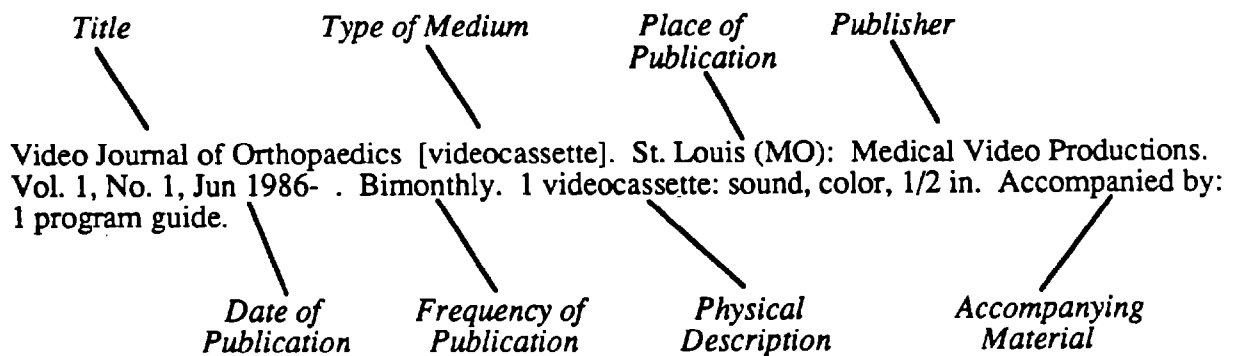 Title Type of Medium Place of Publication Publisher
Video Journal of Orthopaedics [videocassette]. St. Louis (MO): Medical Video Productions.
Vol. 1, No. 1, Jun 1986- . Bimonthly. 1 videocassette: sound, color, 1/2 in. Accompanied by:
1 program guide.
Date of Publication Frequency of Publication Physical Description Accompanying Material